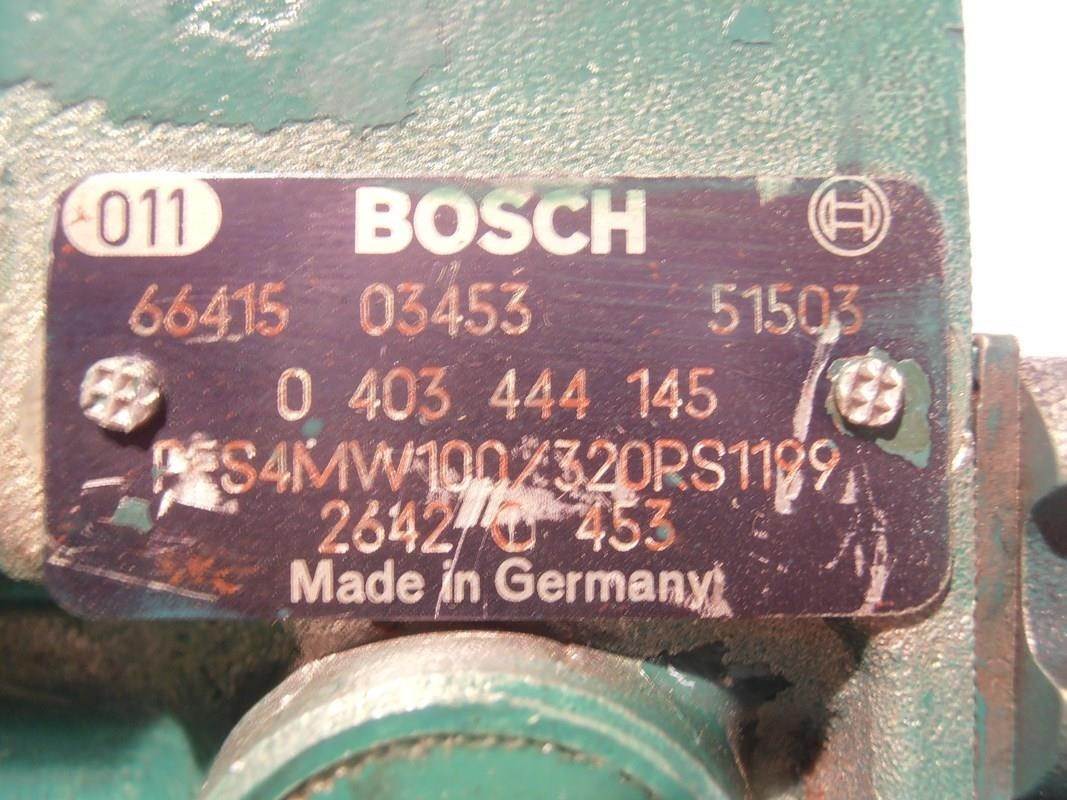 011 BOSCH
66415 03453 51503
0 403 444 145
PES4MW100/320RS1199
2642 0 453
Made in Germany